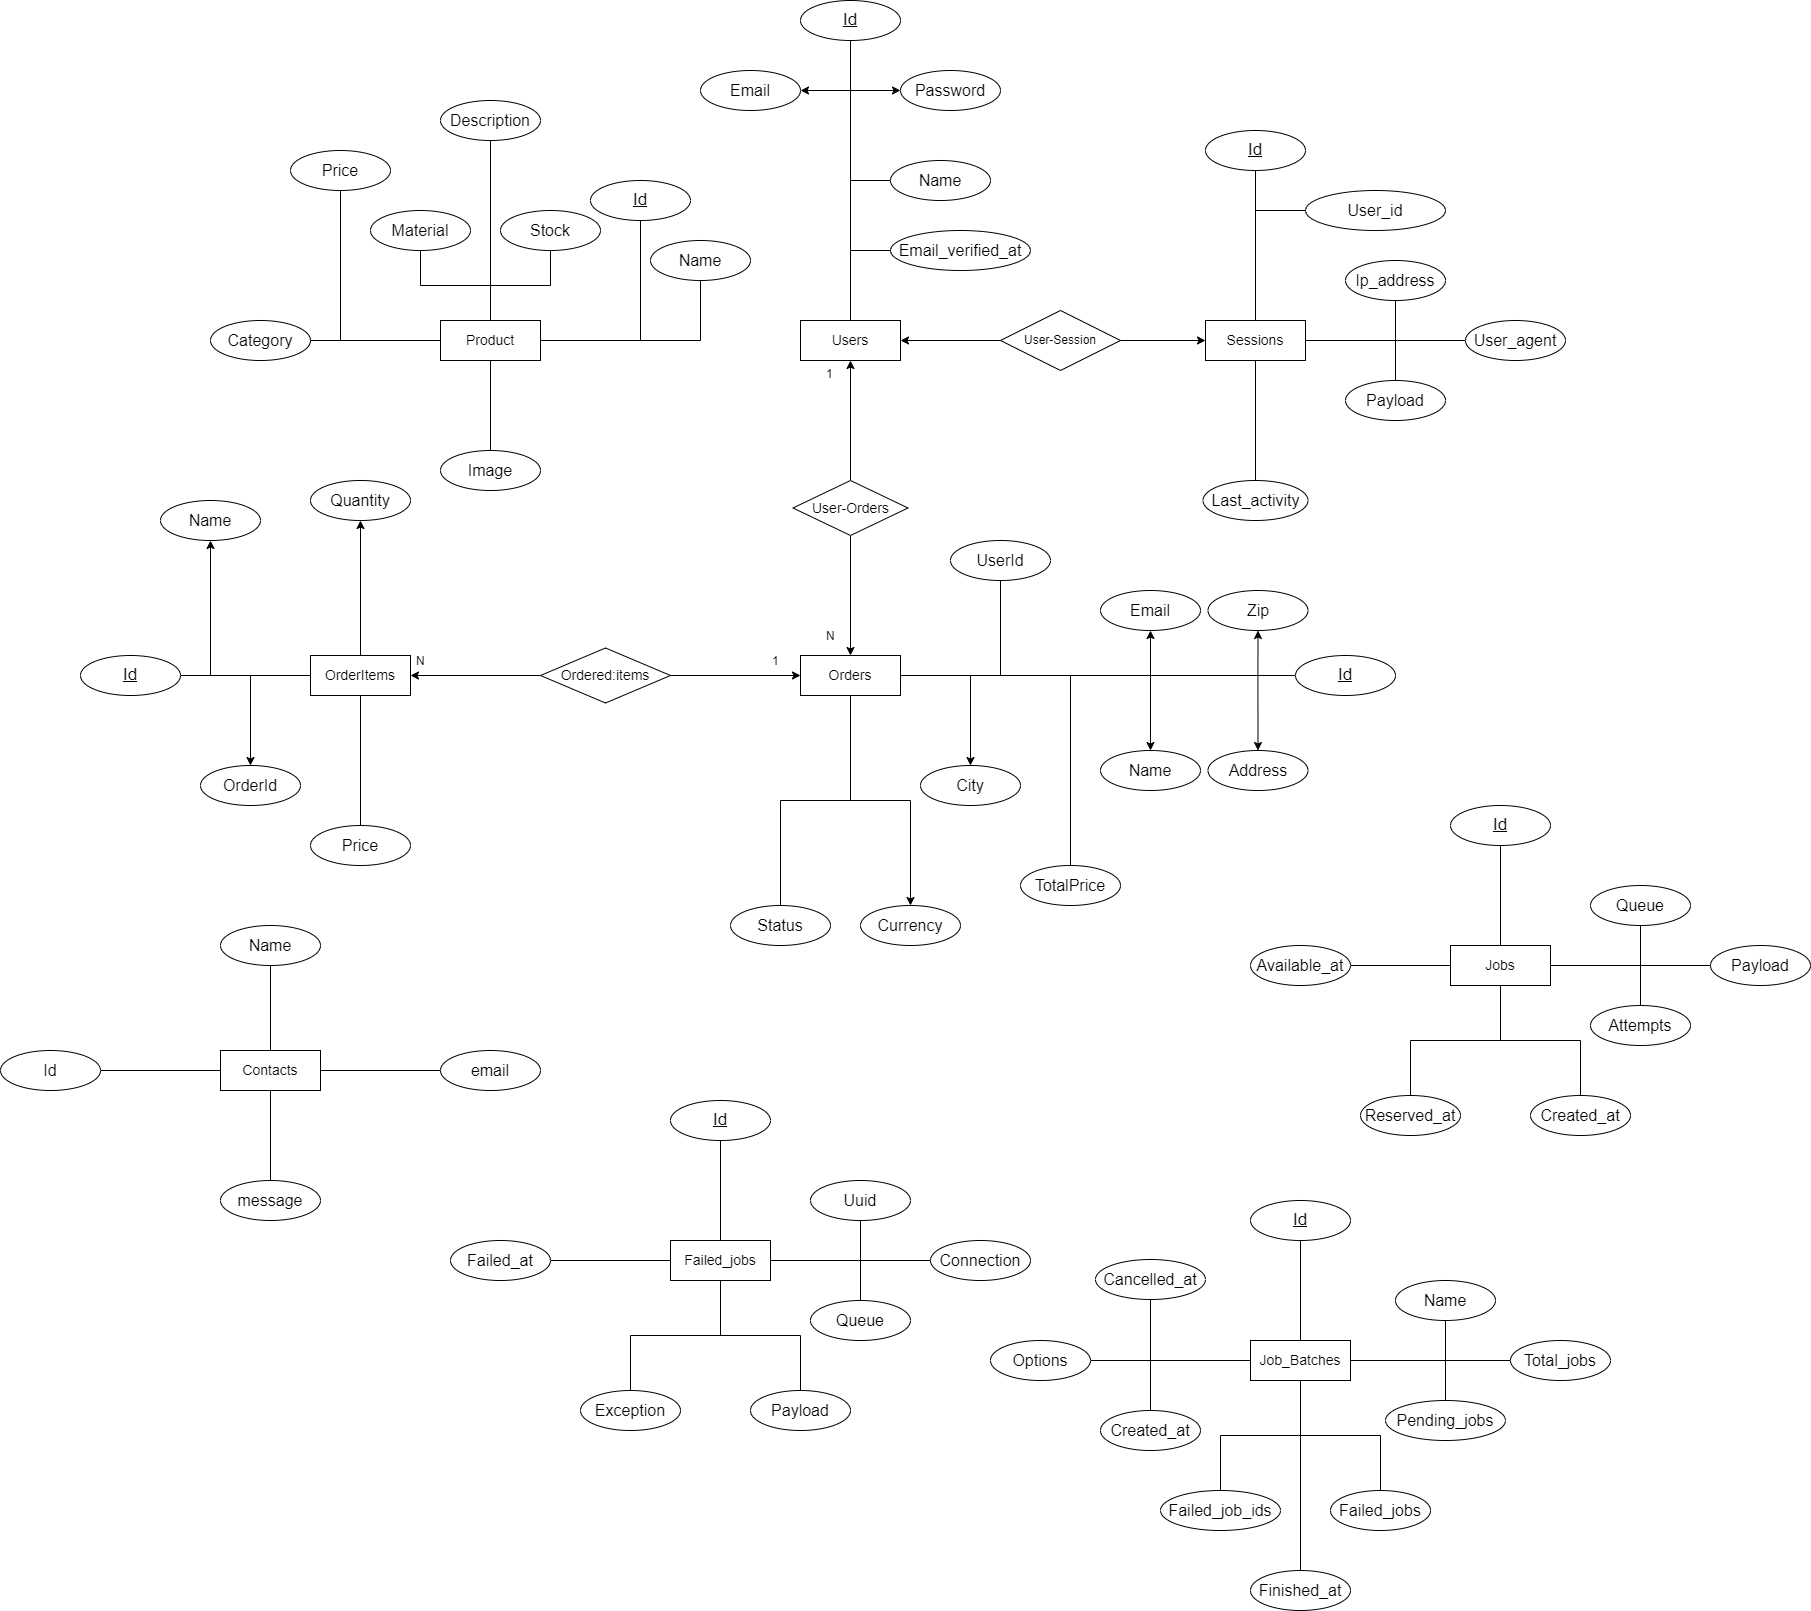 Id
Email
Password
Description
Id
Price
Name
Id
User_id
Material
Stock
Email_verified_at
Name
Ip_address
Category
Product
Users
User-Session
Sessions
User_agent
1
Payload
Image
Quantity
Last_activity
Name
User-Orders
UserId
Email
Zip
N
N
1
Id
OrderItems
Ordered:items
Orders
Id
OrderId
City
Name
Address
Id
Price
TotalPrice
Queue
Status
Currency
Name
Available_at
Jobs
Payload
Attempts
Id
Contacts
email
Reserved_at
Created_at
Id
message
Uuid
Id
Failed_at
Failed_jobs
Connection
Cancelled_at
Name
Queue
Options
Job_Batches
Total_jobs
Exception
Payload
Created_at
Pending_jobs
Failed_job_ids
Failed_jobs
Finished_at